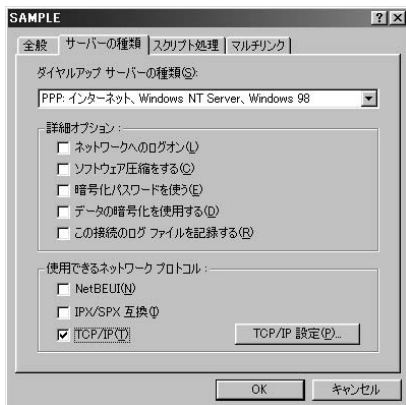 SAMPLE
全般 サーバーの種類 スクリプト処理 マルチリンク
ダイヤルアップ サーバーの種類(S):
PPP: インターネット、Windows NT Server、Windows 98
詳細オプション:
ネットワークへのログオン(L)
ソフトウェア圧縮をする(C)
暗号化パスワードを使う(E)
データの暗号化を使用する(D)
この接続のログ ファイルを記録する(R)
使用できるネットワーク プロトコル:
NetBEUI(N)
IPX/SPX 互換(I)
TCP/IP(T)
TCP/IP 設定(P)...
OK キャンセル